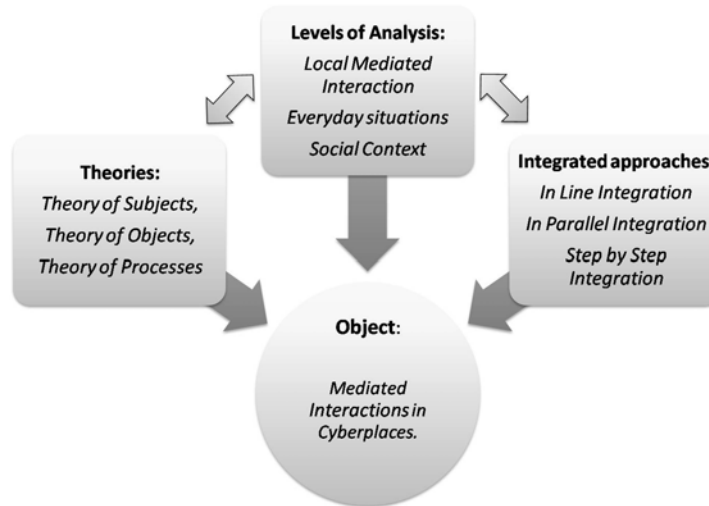 Levels of Analysis:
Local Mediated
Interaction
Everyday situations
Social Context
Theories:
Theory of Subjects,
Theory of Objects,
Theory of Processes
Integrated approaches
In Line Integration
In Parallel Integration
Step by Step
Integration
Object:
Mediated
Interactions in
Cyberplaces.